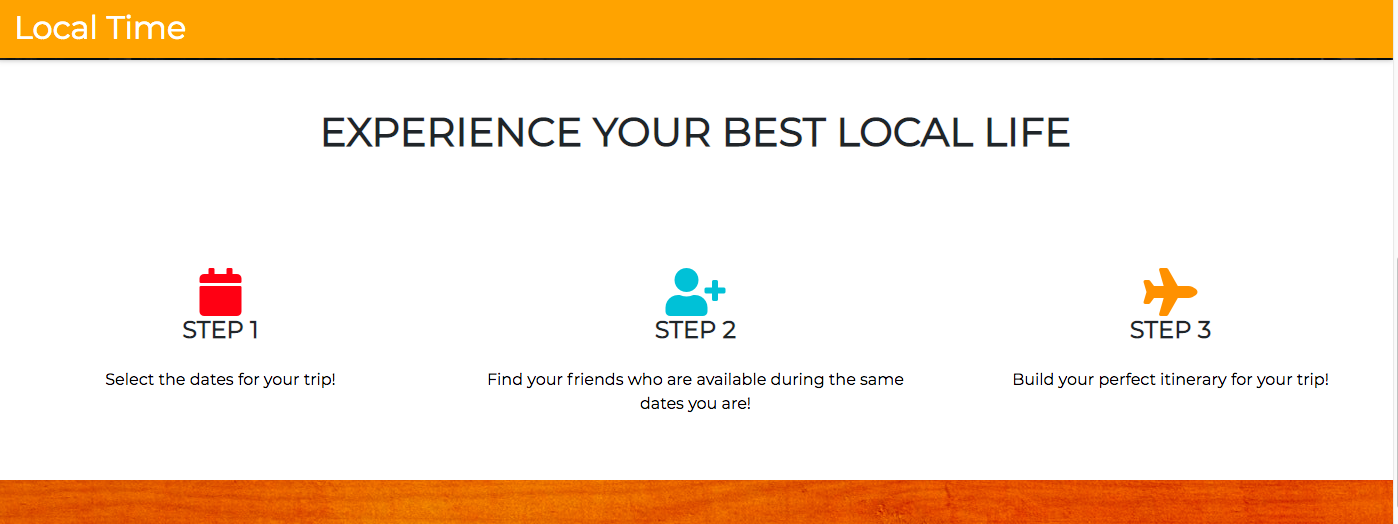 Local Time
EXPERIENCE YOUR BEST LOCAL LIFE
STEP 1
Select the dates for your trip!
STEP 2
Find your friends who are available during the same
dates you are!
STEP 3
Build your perfect itinerary for your trip!